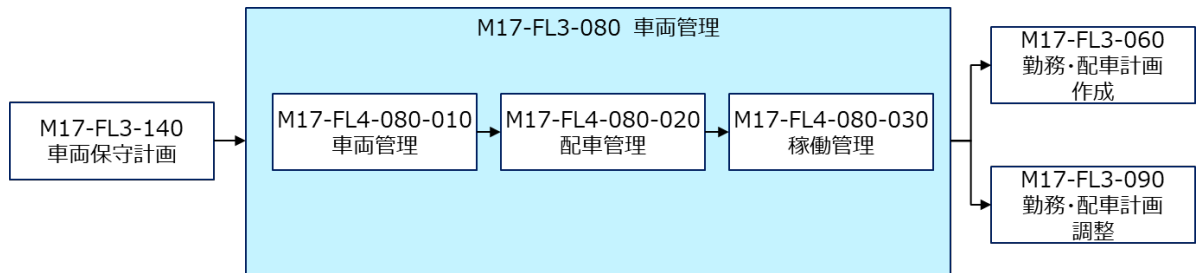 M17-FL3-080 車両管理
M17-FL3-140
車両保守計画
M17-FL4-080-010
車両管理
M17-FL4-080-020
配車管理
M17-FL4-080-030
稼働管理
M17-FL3-060
勤務・配車計画
作成
M17-FL3-090
勤務・配車計画
調整